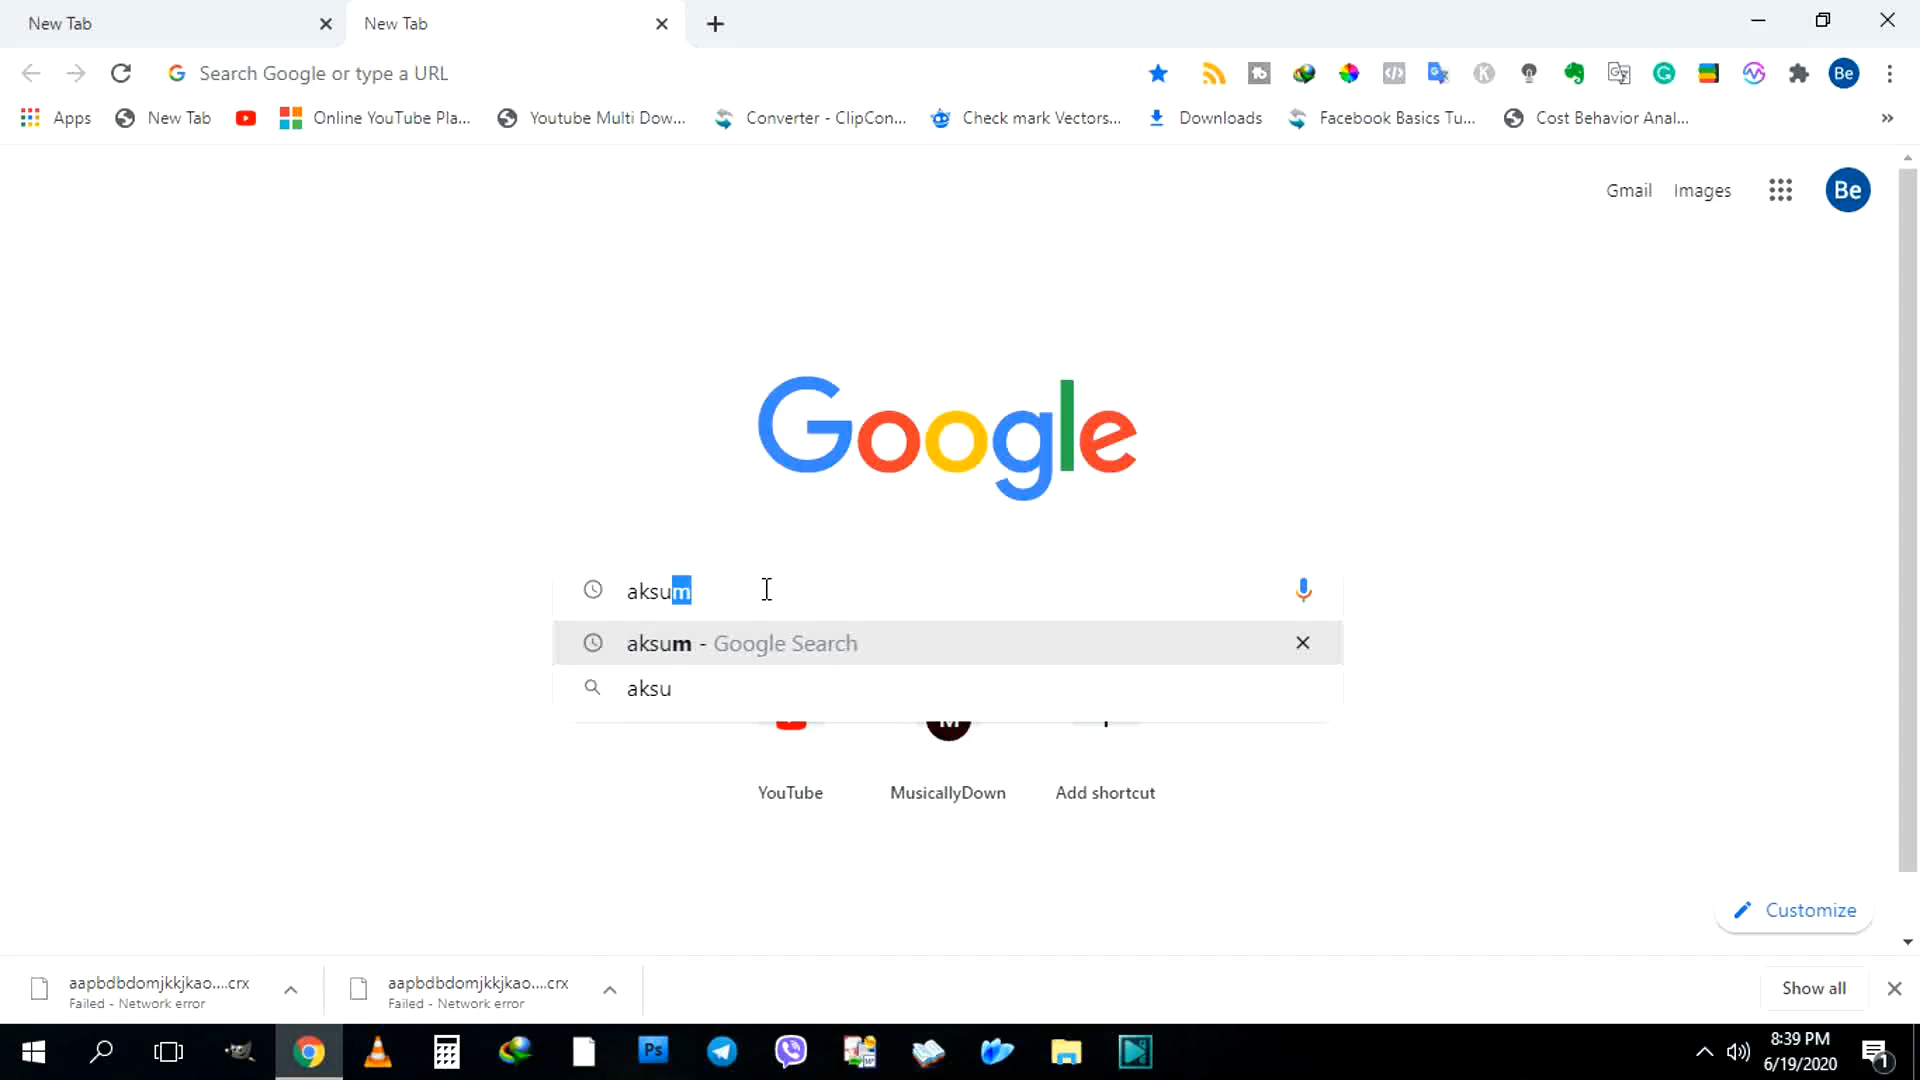 New Tab
New Tab
Search Google or type a URL
Be
Apps
New Tab
Online YouTube Pla...
Youtube Multi Dow...
Converter - ClipCon...
Check mark Vectors...
Downloads
Facebook Basics Tu...
Cost Behavior Anal...
Gmail
Images
Be
Google
aksum
aksum - Google Search
aksu
YouTube
MusicallyDown
Add shortcut
Customize
aapbdbdomjkkjkao....crx
Failed - Network error
aapbdbdomjkkjkao....crx
Failed - Network error
Show all
Ps
8:39 PM
6/19/2020
1